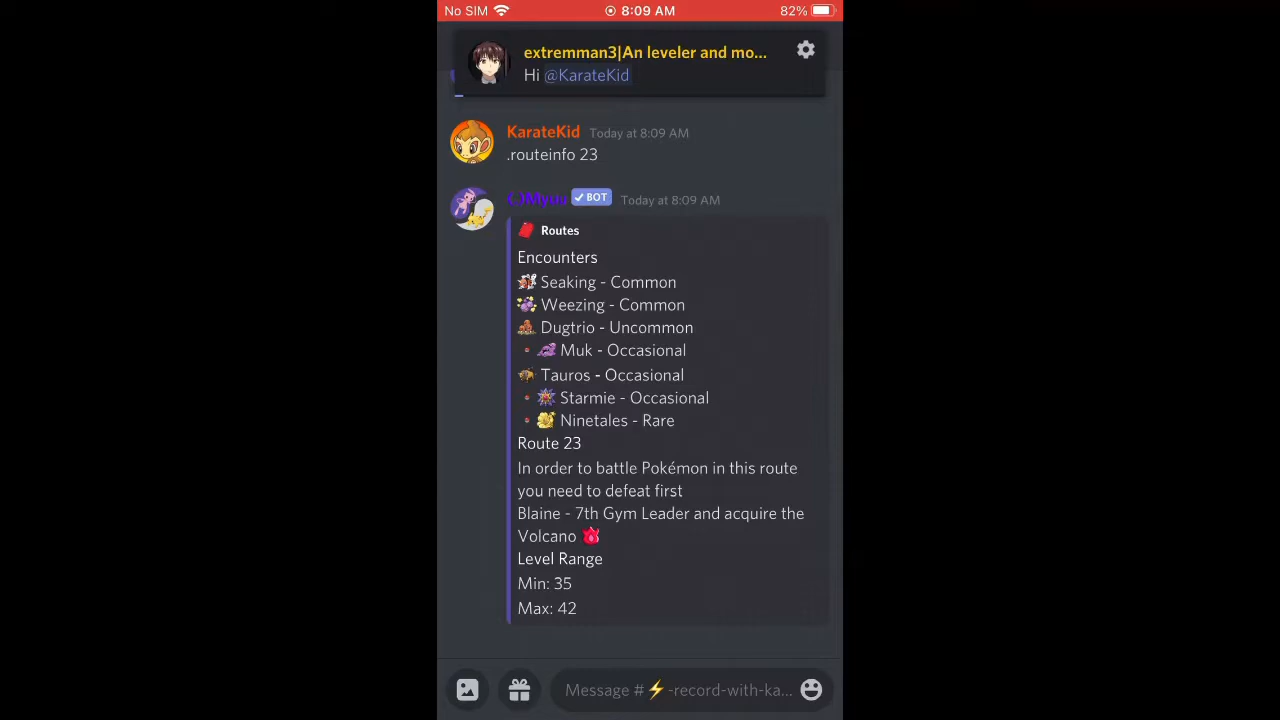 No SIM 8:09 AM 82%
extremman3|An leveler and mo...
Hi @KarateKid
KarateKid Today at 8:09 AM
.routeinfo 23
(.)Myuu BOT Today at 8:09 AM
Routes
Encounters
Seaking - Common
Weezing - Common
Dugtrio - Uncommon
Muk - Occasional
Tauros - Occasional
Starmie - Occasional
Ninetales - Rare
Route 23
In order to battle Pokémon in this route
you need to defeat first
Blaine - 7th Gym Leader and acquire the
Volcano
Level Range
Min: 35
Max: 42
Message #⚡-record-with-ka...